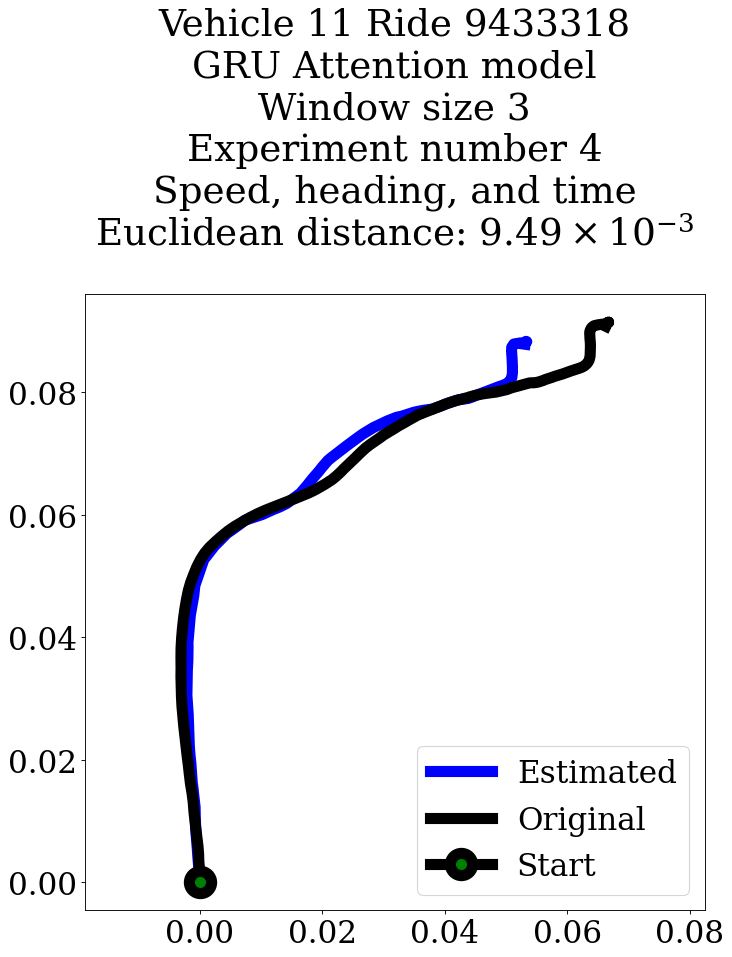 Vehicle 11 Ride 9433318
GRU Attention model
Window size 3
Experiment number 4
Speed, heading, and time
Euclidean distance: 9.49 × 10⁻³
0.08
0.06
0.04
0.02
0.00
Estimated
Original
Start
0.00 0.02 0.04 0.06 0.08